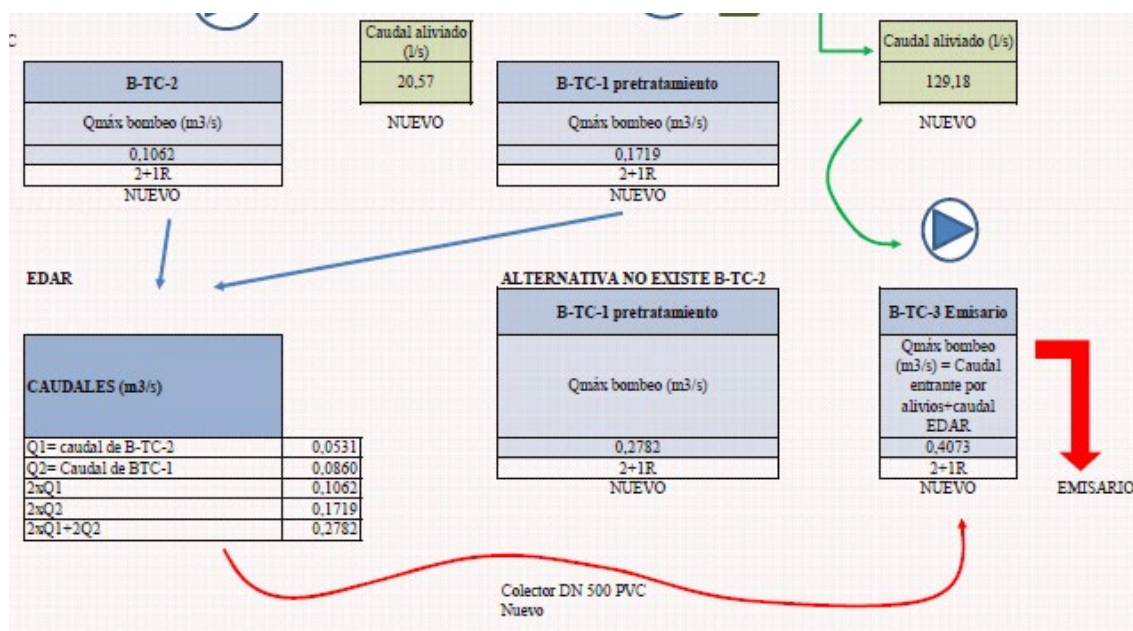 C
Caudal aliviado
(l/s)
20,57
NUEVO
Caudal aliviado (l/s)
129,18
NUEVO
B-TC-2
Qmáx bombeo (m3/s)
0,1062
2+1R
NUEVO
B-TC-1 pretratamiento
Qmáx bombeo (m3/s)
0,1719
2+1R
NUEVO
EDAR
CAUDALES (m3/s)
Q1= caudal de B-TC-2 0,0531
Q2= Caudal de BTC-1 0,0860
2xQ1 0,1062
2xQ2 0,1719
2xQ1+2Q2 0,2782
ALTERNATIVA NO EXISTE B-TC-2
B-TC-1 pretratamiento
Qmáx bombeo (m3/s)
0,2782
2+1R
NUEVO
B-TC-3 Emisario
Qmáx bombeo
(m3/s) = Caudal
entrante por
alivios+caudal
EDAR
0,4073
2+1R
NUEVO
EMISARIO
Colector DN 500 PVC
Nuevo